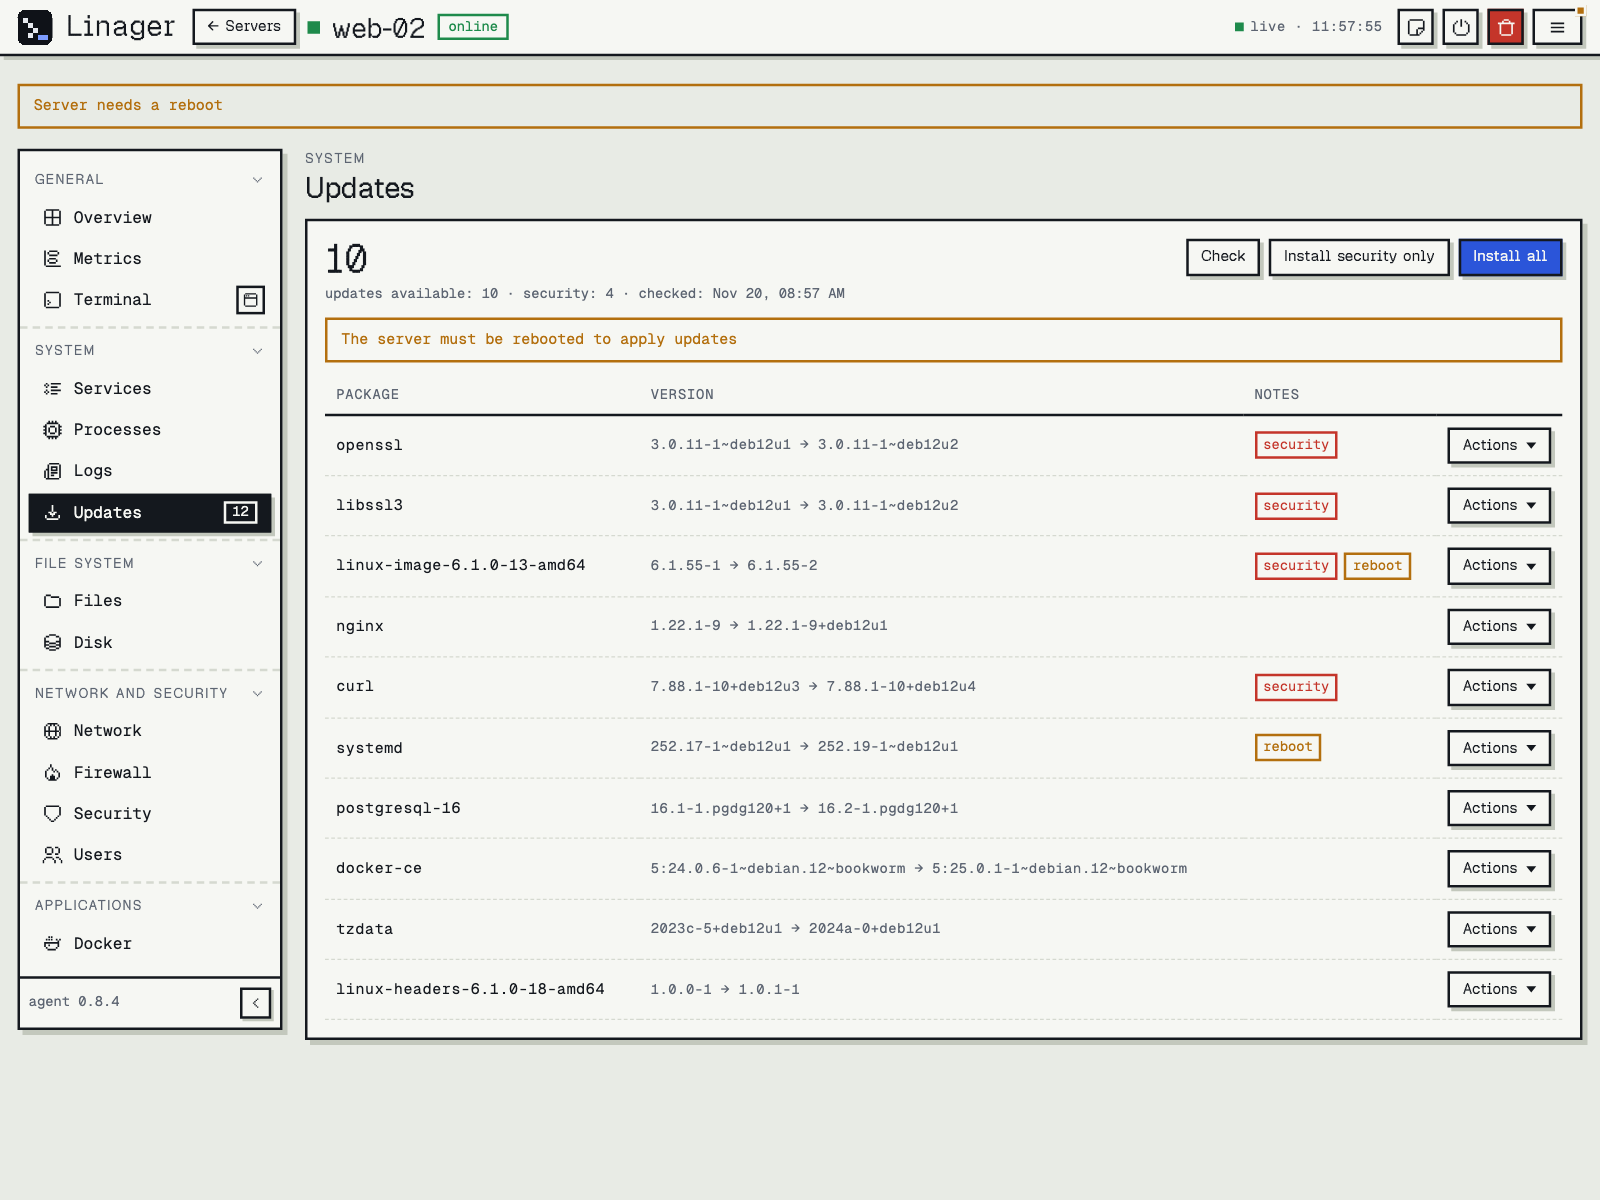 Linager
← Servers
web-02
online
live · 11:57:55
Server needs a reboot
GENERAL
Overview
Metrics
Terminal
SYSTEM
Services
Processes
Logs
Updates
12
FILE SYSTEM
Files
Disk
NETWORK AND SECURITY
Network
Firewall
Security
Users
APPLICATIONS
Docker
agent 0.8.4
SYSTEM
Updates
10
updates available: 10 · security: 4 · checked: Nov 20, 08:57 AM
Check
Install security only
Install all
The server must be rebooted to apply updates
PACKAGE VERSION NOTES
openssl 3.0.11-1~deb12u1 → 3.0.11-1~deb12u2 security Actions
libssl3 3.0.11-1~deb12u1 → 3.0.11-1~deb12u2 security Actions
linux-image-6.1.0-13-amd64 6.1.55-1 → 6.1.55-2 security reboot Actions
nginx 1.22.1-9 → 1.22.1-9+deb12u1 Actions
curl 7.88.1-10+deb12u3 → 7.88.1-10+deb12u4 security Actions
systemd 252.17-1~deb12u1 → 252.19-1~deb12u1 reboot Actions
postgresql-16 16.1-1.pgdg120+1 → 16.2-1.pgdg120+1 Actions
docker-ce 5:24.0.6-1~debian.12~bookworm → 5:25.0.1-1~debian.12~bookworm Actions
tzdata 2023c-5+deb12u1 → 2024a-0+deb12u1 Actions
linux-headers-6.1.0-18-amd64 1.0.0-1 → 1.0.1-1 Actions